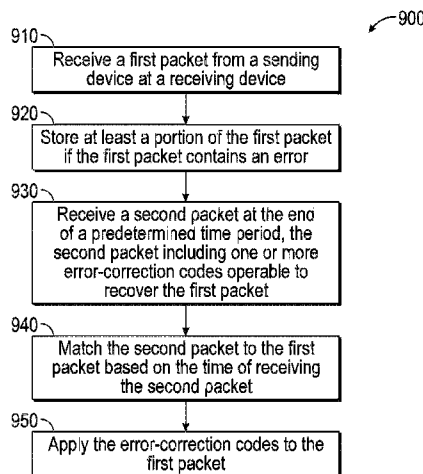 900
910
Receive a first packet from a sending
device at a receiving device
920
Store at least a portion of the first packet
if the first packet contains an error
930
Receive a second packet at the end
of a predetermined time period, the
second packet including one or more
error-correction codes operable to
recover the first packet
940
Match the second packet to the first
packet based on the time of receiving
the second packet
950
Apply the error-correction codes to the
first packet